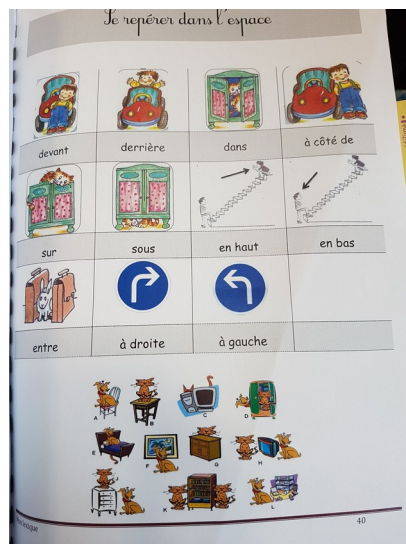 Se repérer dans l'espace
devant derrière dans à côté de
sur sous en haut en bas
entre à droite à gauche
A B C D
E F G H
K L
lexique 40